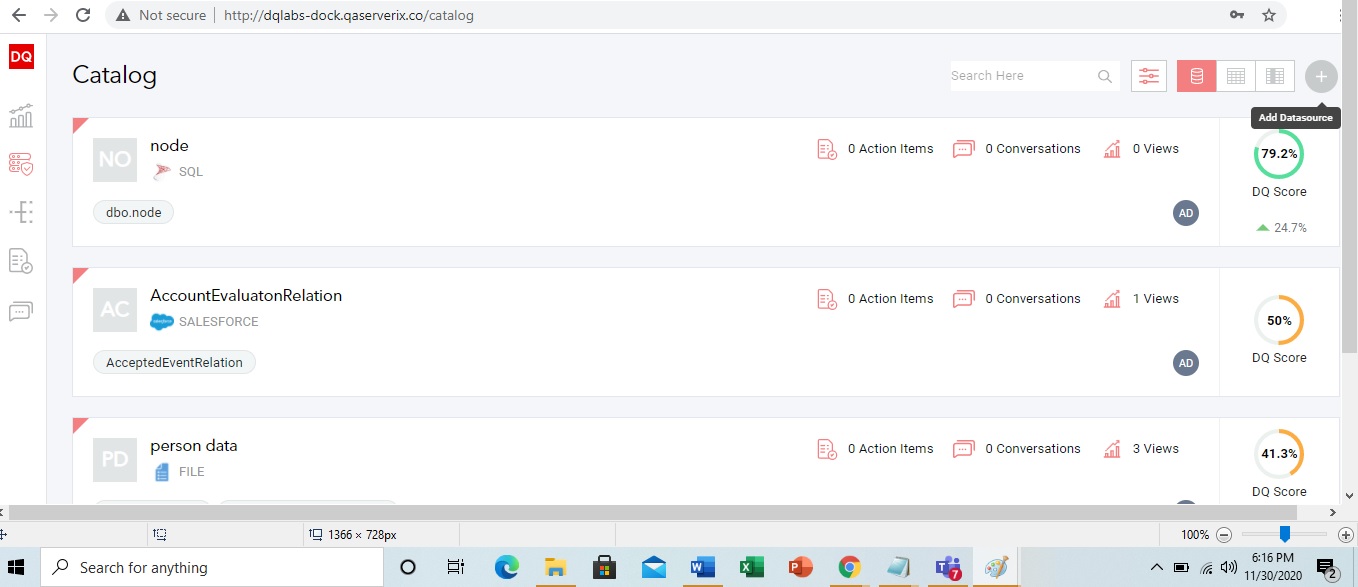 Not secure http://dqlabs-dock.qaserverix.co/catalog
DQ
Catalog
Search Here
Add Datasource
NO
node
SQL
0 Action Items
0 Conversations
0 Views
79.2%
DQ Score
dbo.node
AD
24.7%
AC
AccountEvaluatonRelation
salesforce
SALESFORCE
0 Action Items
0 Conversations
1 Views
50%
DQ Score
AcceptedEventRelation
AD
PD
person data
FILE
0 Action Items
0 Conversations
3 Views
41.3%
DQ Score
1366 × 728px
100%
Search for anything
7
6:16 PM
11/30/2020
2